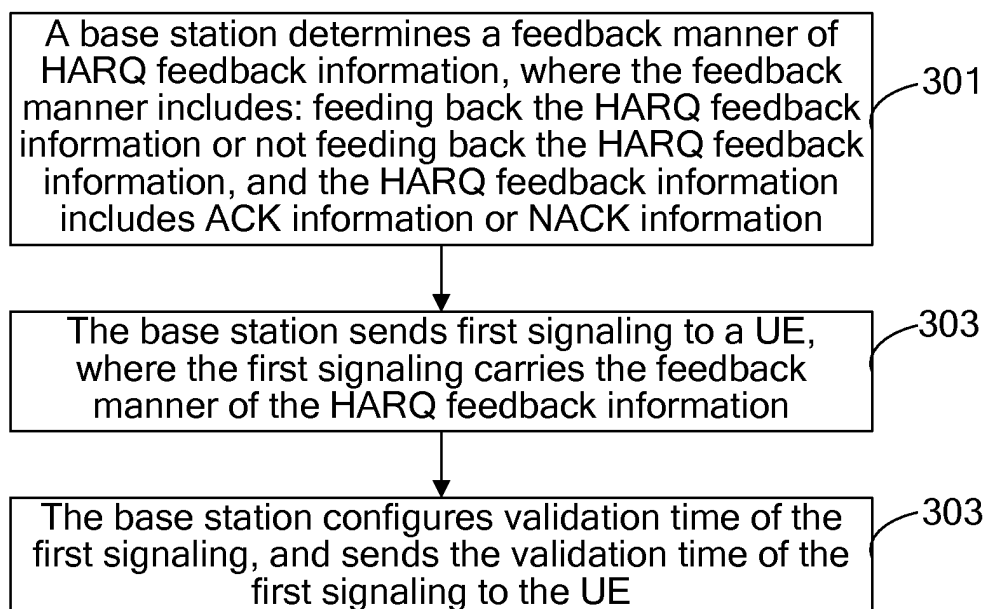 A base station determines a feedback manner of
HARQ feedback information, where the feedback
manner includes: feeding back the HARQ feedback
information or not feeding back the HARQ feedback
information, and the HARQ feedback information
includes ACK information or NACK information
301
The base station sends first signaling to a UE,
where the first signaling carries the feedback
manner of the HARQ feedback information
303
The base station configures validation time of the
first signaling, and sends the validation time of the
first signaling to the UE
303